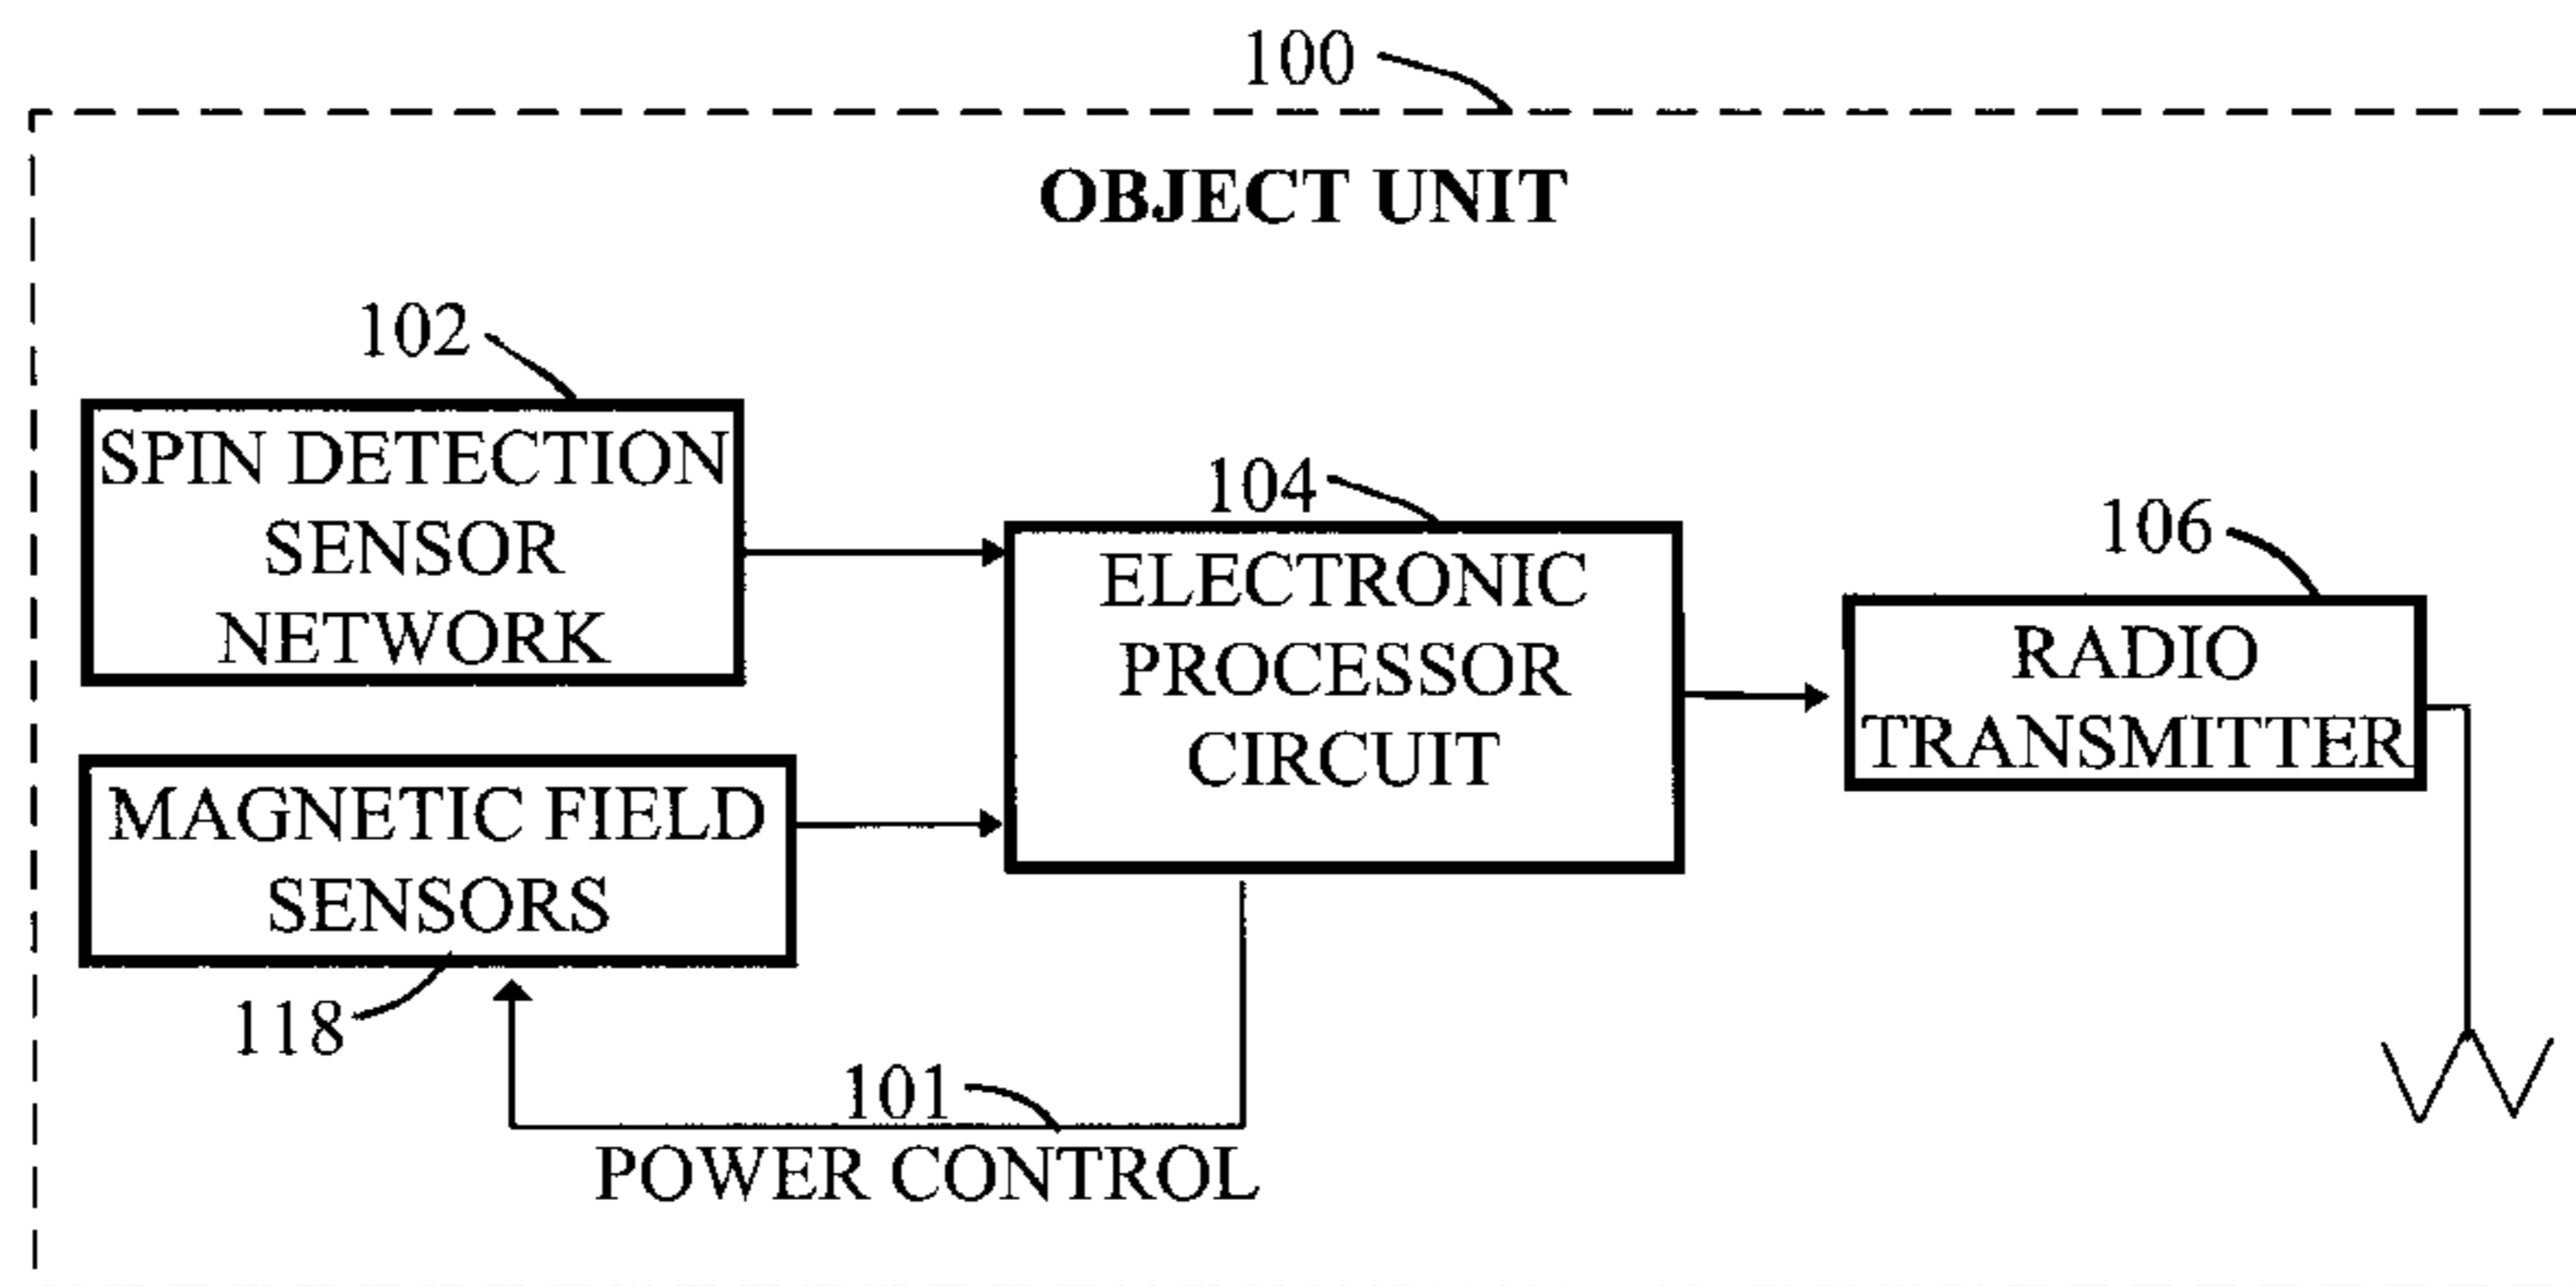 100
OBJECT UNIT
102
SPIN DETECTION
SENSOR
NETWORK
104
ELECTRONIC
PROCESSOR
CIRCUIT
106
RADIO
TRANSMITTER
MAGNETIC FIELD
SENSORS
118
101
POWER CONTROL